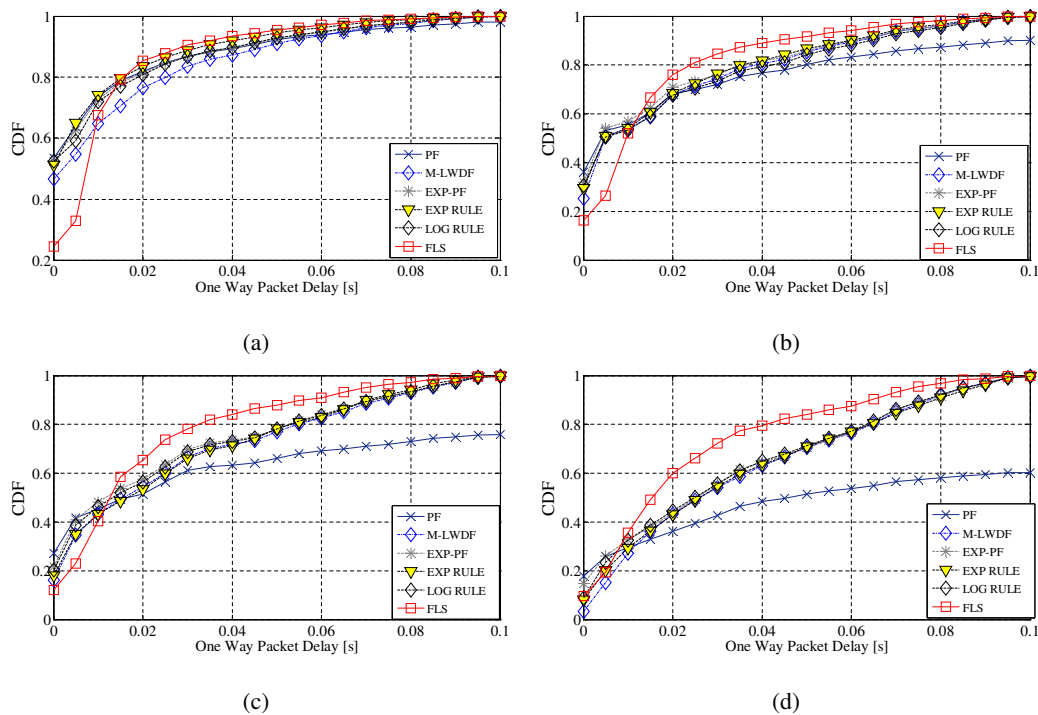 1
0.8
0.6
0.4
0.2
0 0.02 0.04 0.06 0.08 0.1
CDF
One Way Packet Delay [s]
PF
M-LWDF
EXP-PF
EXP RULE
LOG RULE
FLS
(a)
1
0.8
0.6
0.4
0.2
0
0 0.02 0.04 0.06 0.08 0.1
CDF
One Way Packet Delay [s]
PF
M-LWDF
EXP-PF
EXP RULE
LOG RULE
FLS
(b)
1
0.8
0.6
0.4
0.2
0
0 0.02 0.04 0.06 0.08 0.1
CDF
One Way Packet Delay [s]
PF
M-LWDF
EXP-PF
EXP RULE
LOG RULE
FLS
(c)
1
0.8
0.6
0.4
0.2
0
0 0.02 0.04 0.06 0.08 0.1
CDF
One Way Packet Delay [s]
PF
M-LWDF
EXP-PF
EXP RULE
LOG RULE
FLS
(d)